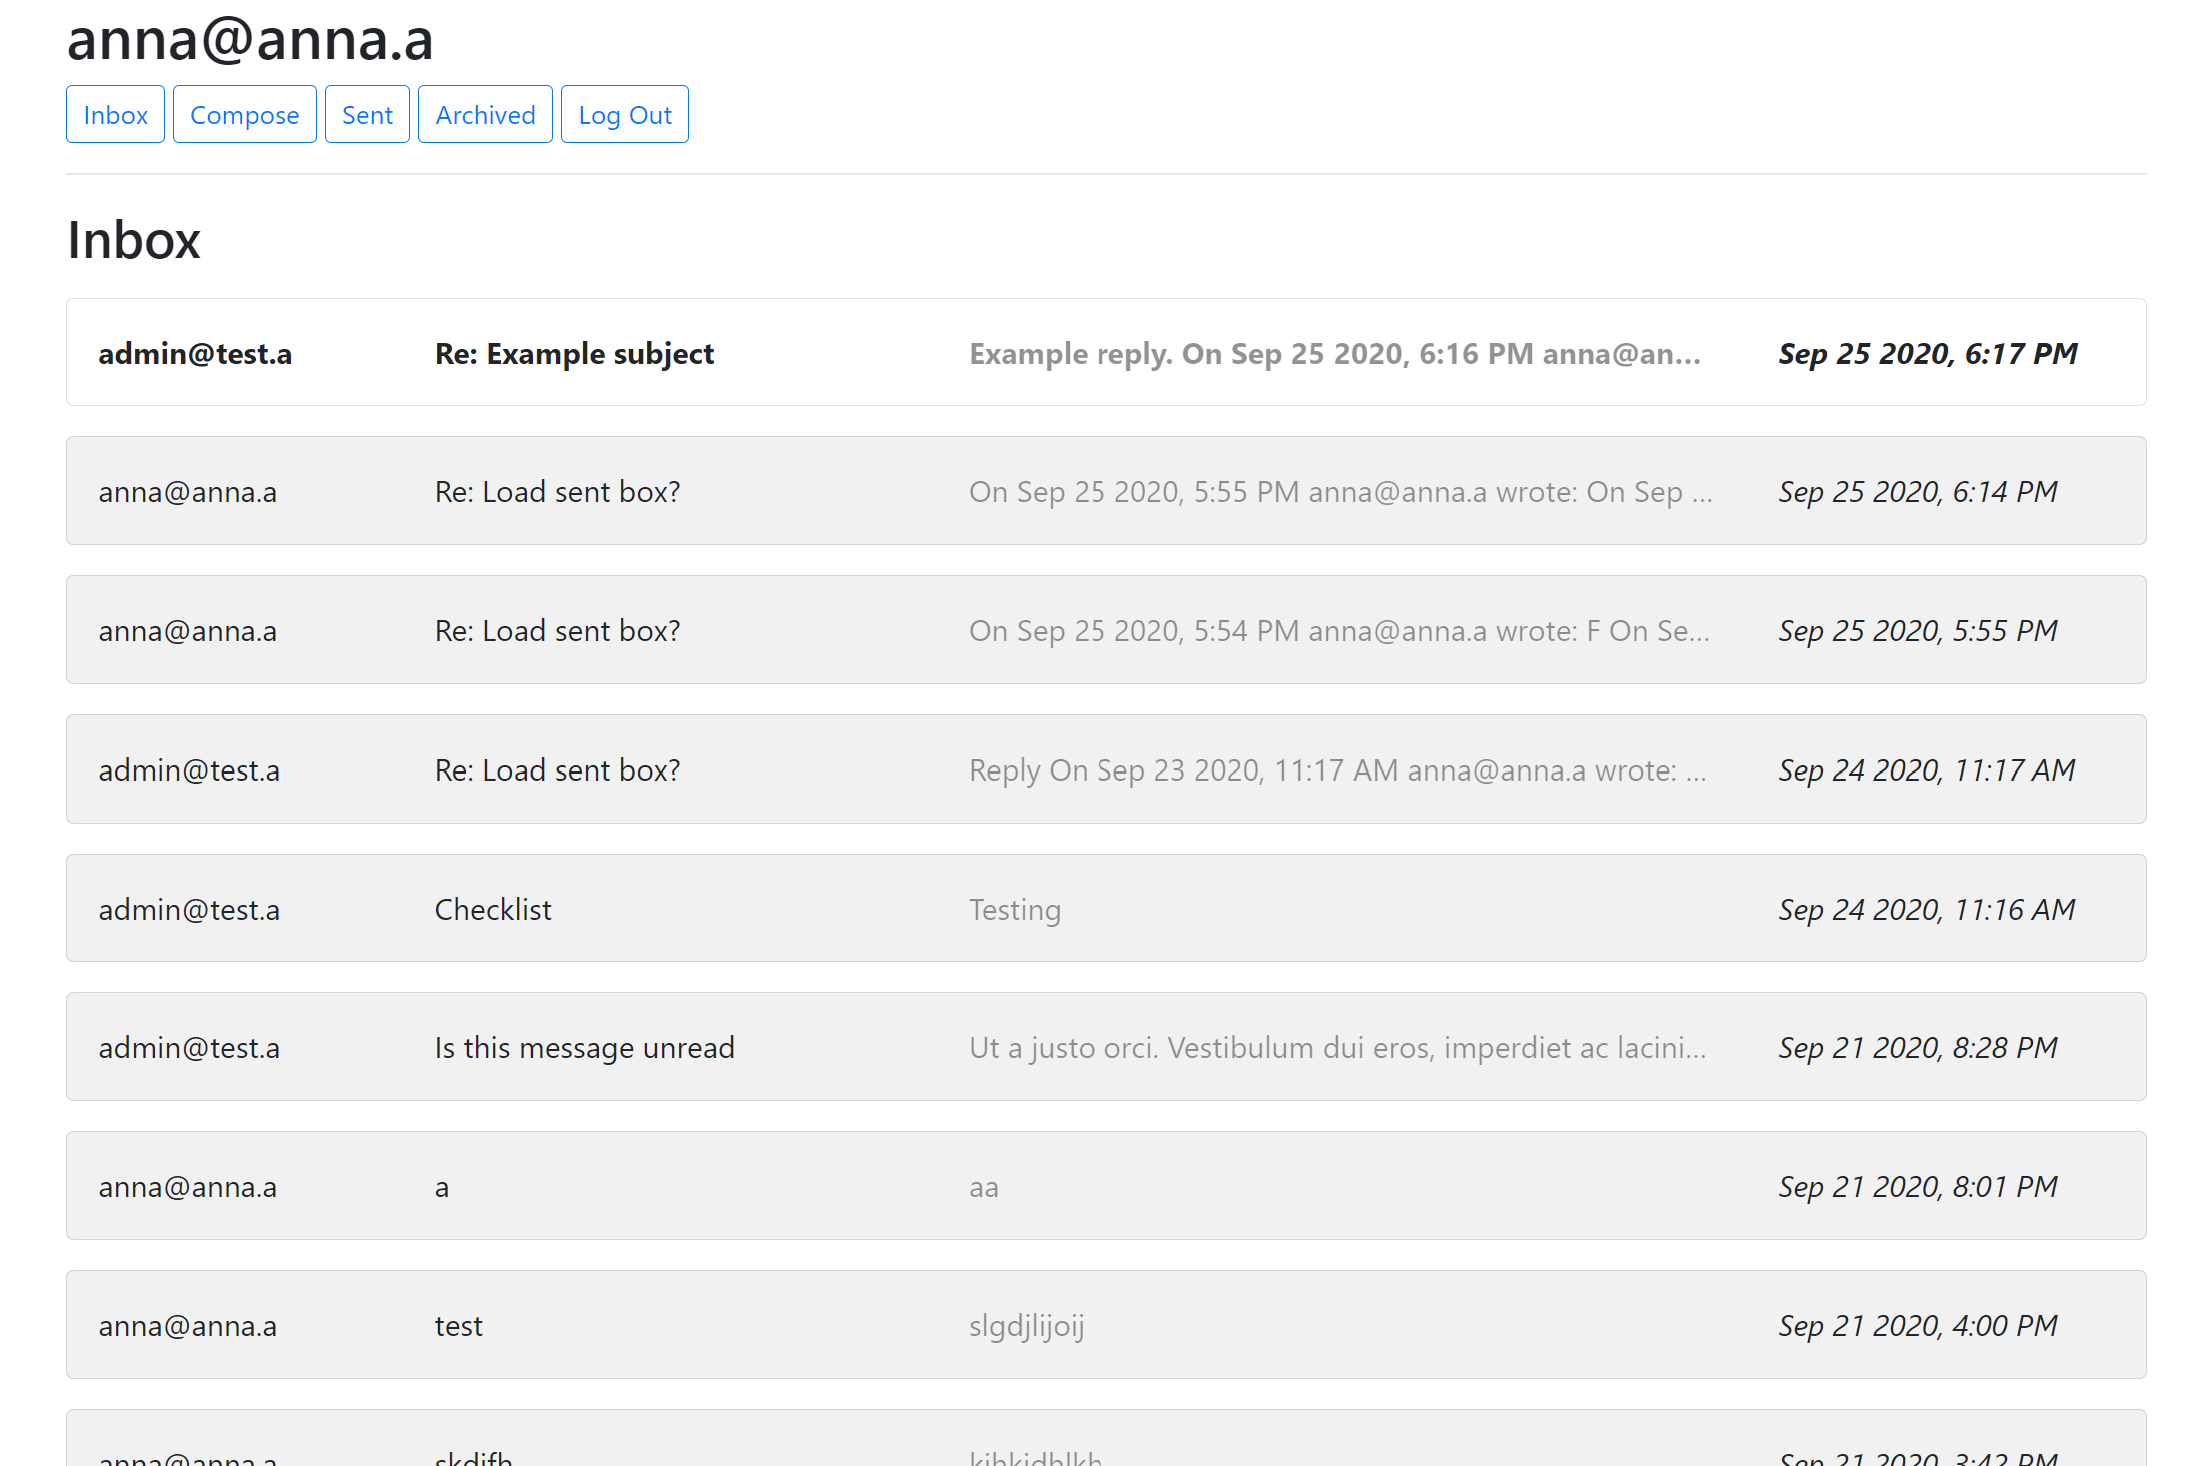 anna@anna.a
Inbox Compose Sent Archived Log Out
Inbox
admin@test.a Re: Example subject Example reply. On Sep 25 2020, 6:16 PM anna@an... Sep 25 2020, 6:17 PM
anna@anna.a Re: Load sent box? On Sep 25 2020, 5:55 PM anna@anna.a wrote: On Sep ... Sep 25 2020, 6:14 PM
anna@anna.a Re: Load sent box? On Sep 25 2020, 5:54 PM anna@anna.a wrote: F On Se... Sep 25 2020, 5:55 PM
admin@test.a Re: Load sent box? Reply On Sep 23 2020, 11:17 AM anna@anna.a wrote: ... Sep 24 2020, 11:17 AM
admin@test.a Checklist Testing Sep 24 2020, 11:16 AM
admin@test.a Is this message unread Ut a justo orci. Vestibulum dui eros, imperdiet ac lacini... Sep 21 2020, 8:28 PM
anna@anna.a a aa Sep 21 2020, 8:01 PM
anna@anna.a test slgdjlijoij Sep 21 2020, 4:00 PM
anna@anna.a Sep 21 2020, 3:42 PM